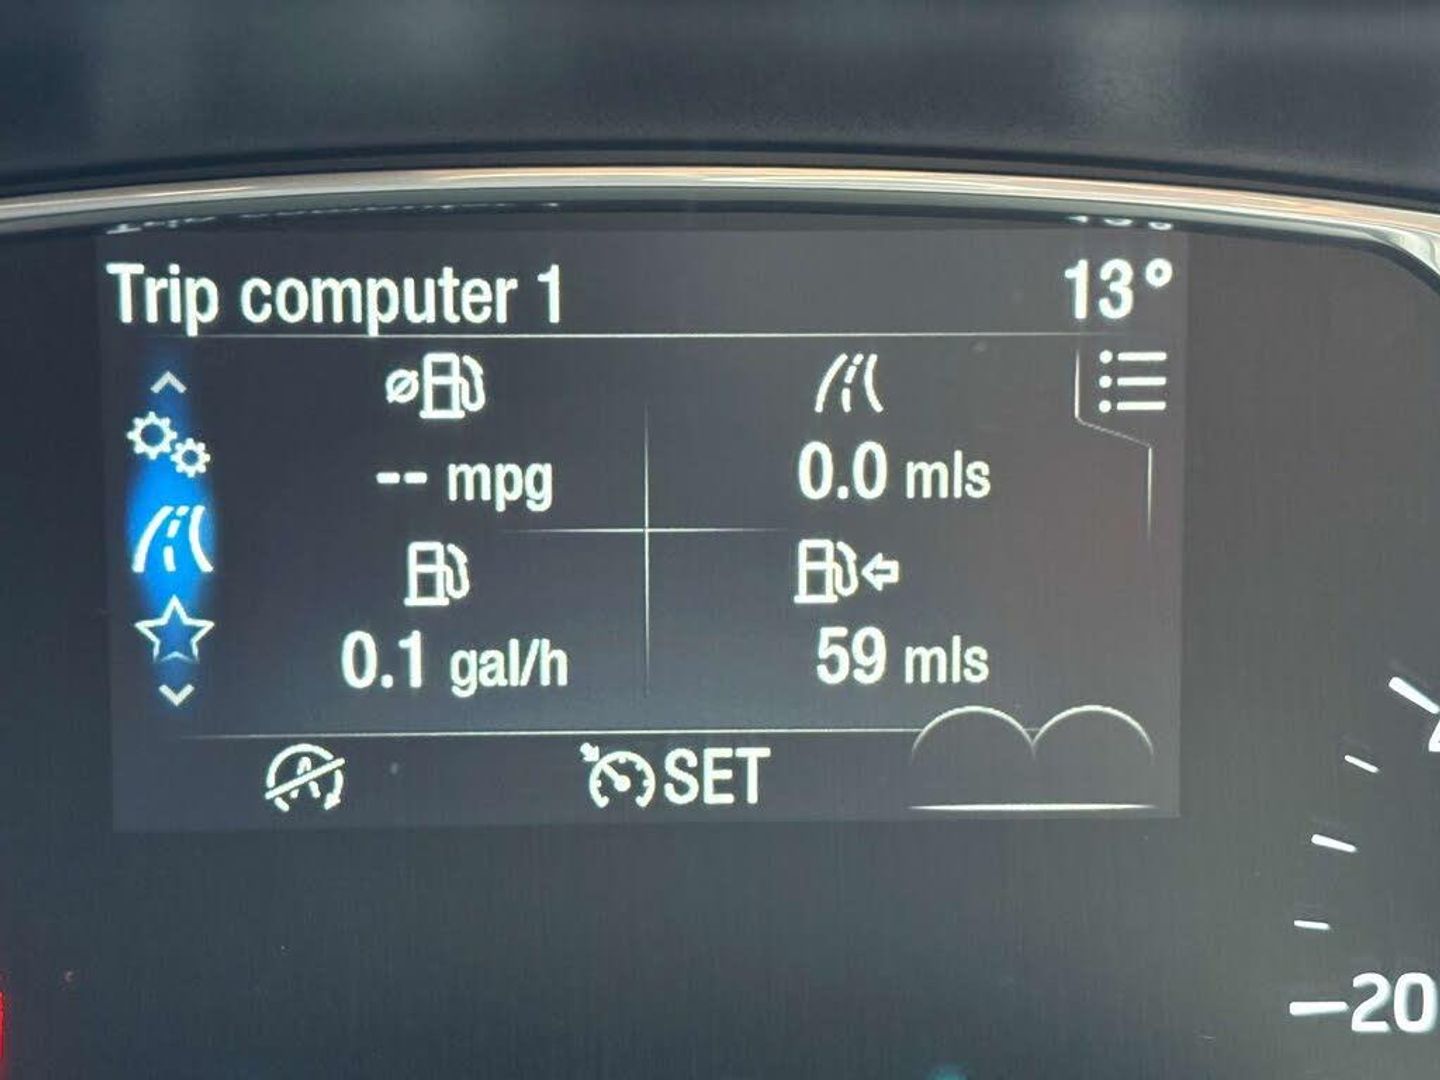 Trip computer 1 13°
-- mpg 0.0 mls
0.1 gal/h 59 mls
SET
20